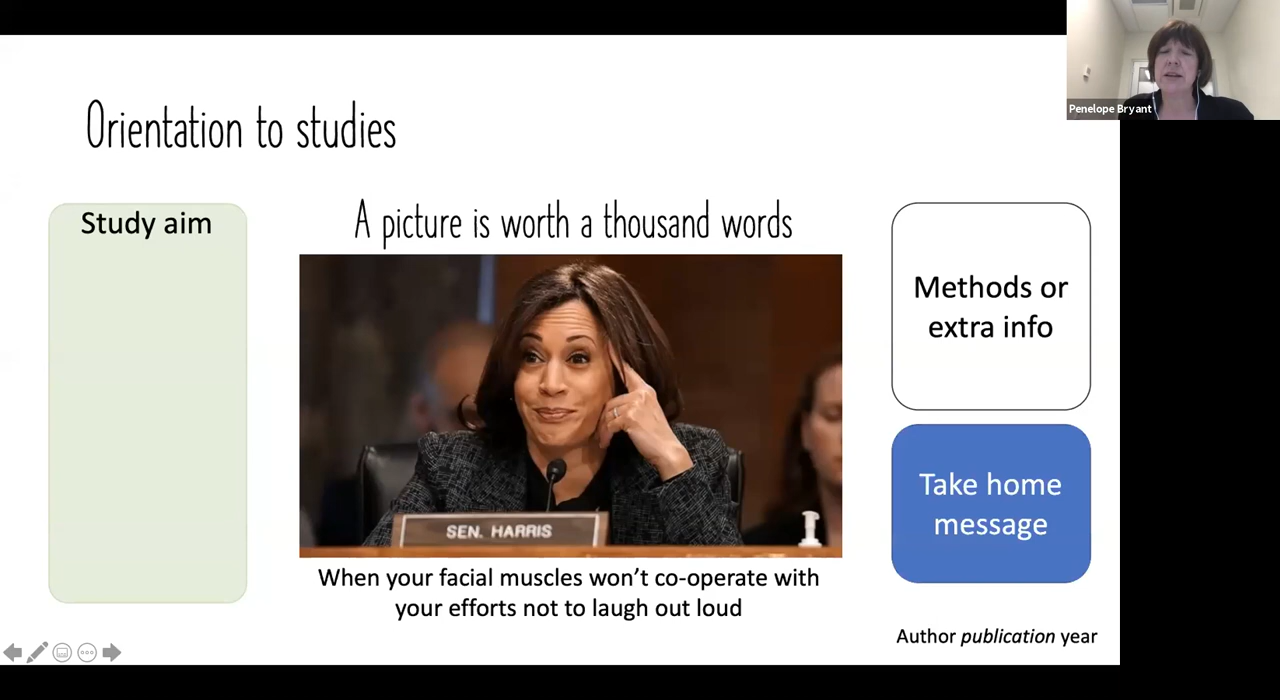 Penelope Bryant
Orientation to studies
Study aim
A picture is worth a thousand words
SEN. HARRIS
When your facial muscles won’t co-operate with
your efforts not to laugh out loud
Methods or
extra info
Take home
message
Author publication year